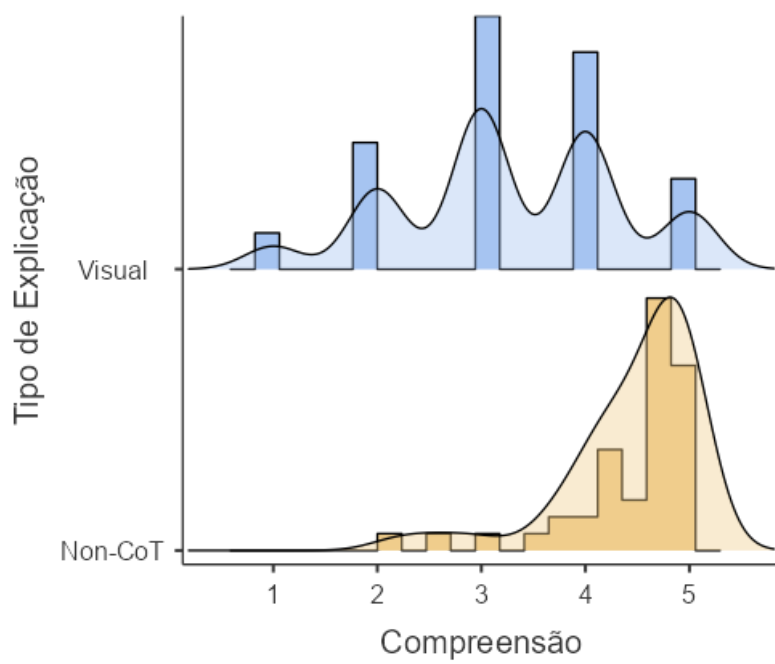 Tipo de Explicação
Visual
Non-CoT
1 2 3 4 5
Compreensão